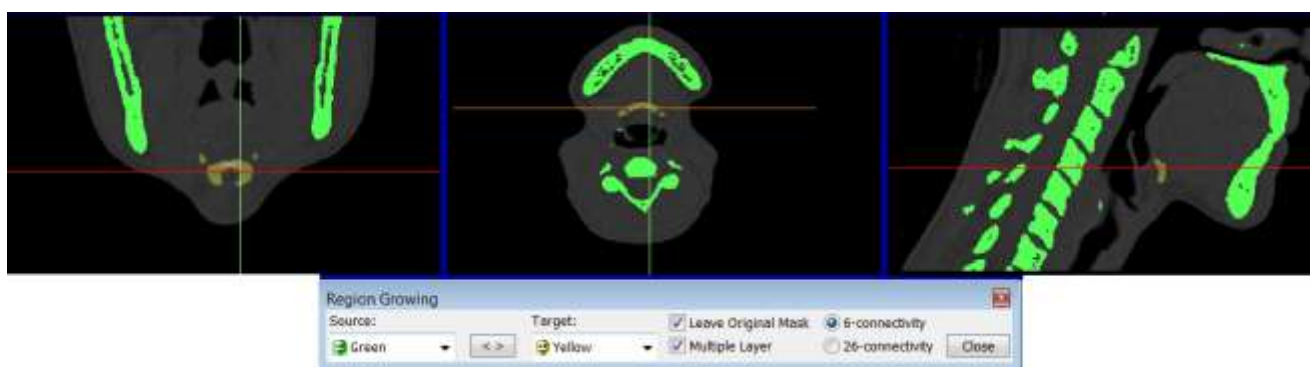 Region Growing
Source: Target: Leave Original Mask 6-connectivity
Green < > Yellow Multiple Layer 26-connectivity Close